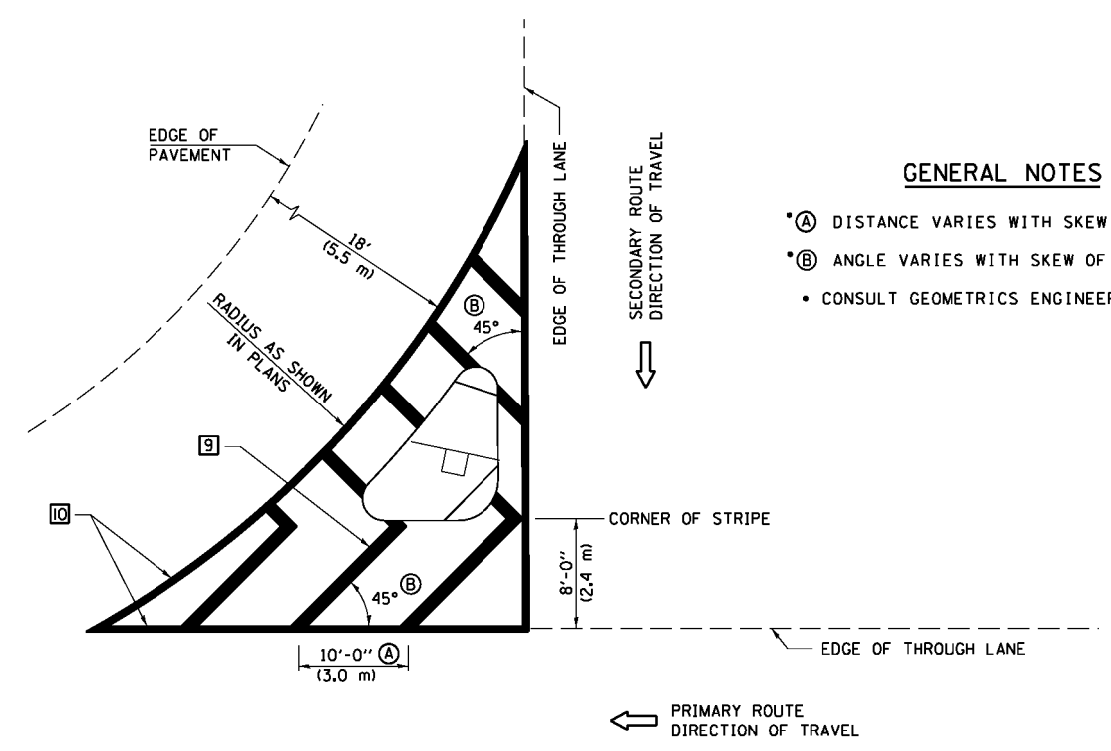 EDGE OF
PAVEMENT
18'
(5.5 m)
RADIUS AS SHOWN
IN PLANS
9
10
B
45°
EDGE OF THROUGH LANE
SECONDARY ROUTE
DIRECTION OF TRAVEL
GENERAL NOTES
*A DISTANCE VARIES WITH SKEW
*B ANGLE VARIES WITH SKEW OF
• CONSULT GEOMETRICS ENGINEER
CORNER OF STRIPE
8'-0"
(2.4 m)
45° B
10'-0" A
(3.0 m)
EDGE OF THROUGH LANE
PRIMARY ROUTE
DIRECTION OF TRAVEL